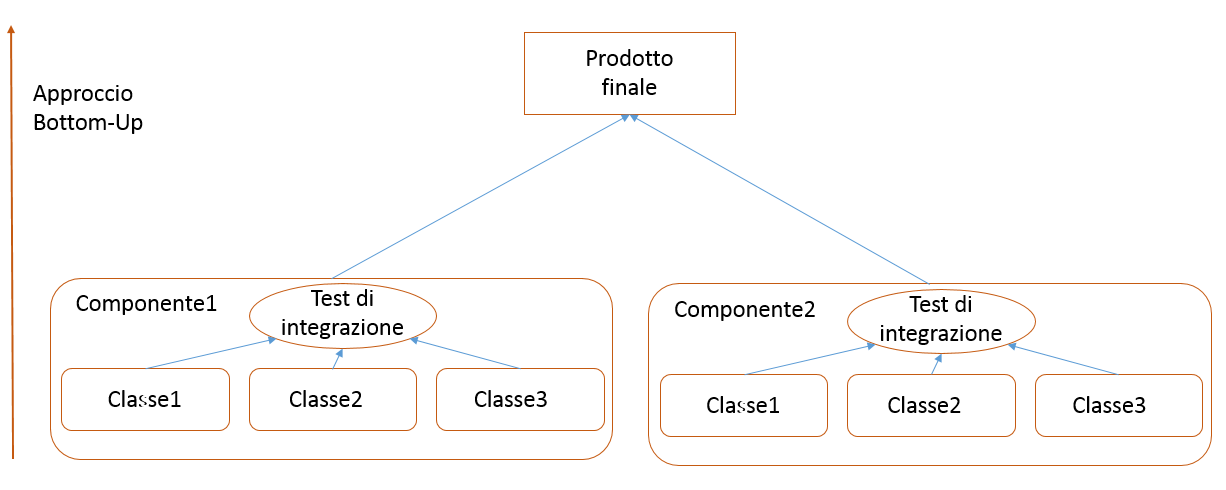 Prodotto
finale
Approccio
Bottom-Up
Componente1
Test di
integrazione
Classe1
Classe2
Classe3
Componente2
Test di
integrazione
Classe1
Classe2
Classe3